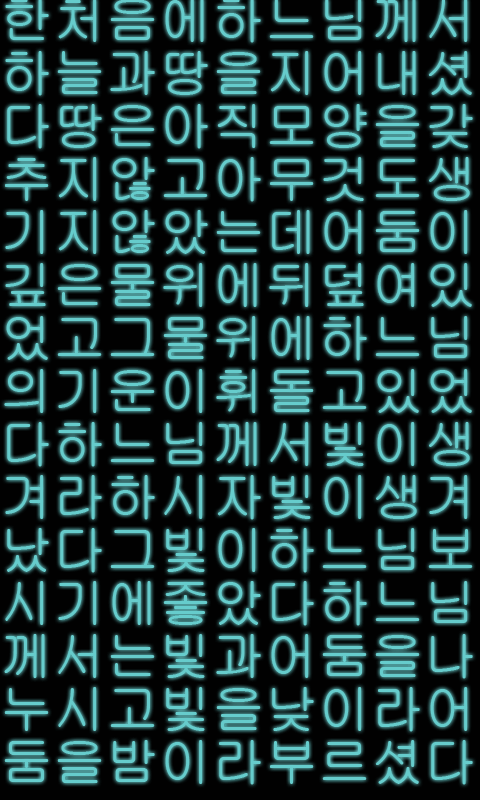 한처음에하느님께서
하늘과땅을지어내셨
다땅은아직모양을갖
추지않고아무것도생
기지않았는데어둠이
깊은물위에뒤덮여있
었고그물위에하느님
의기운이휘돌고있었
다하느님께서빛이생
겨라하시자빛이생겨
났다그빛이하느님보
시기에좋았다하느님
께서는빛과어둠을나
누시고빛을낮이라어
둠을밤이라부르셨다